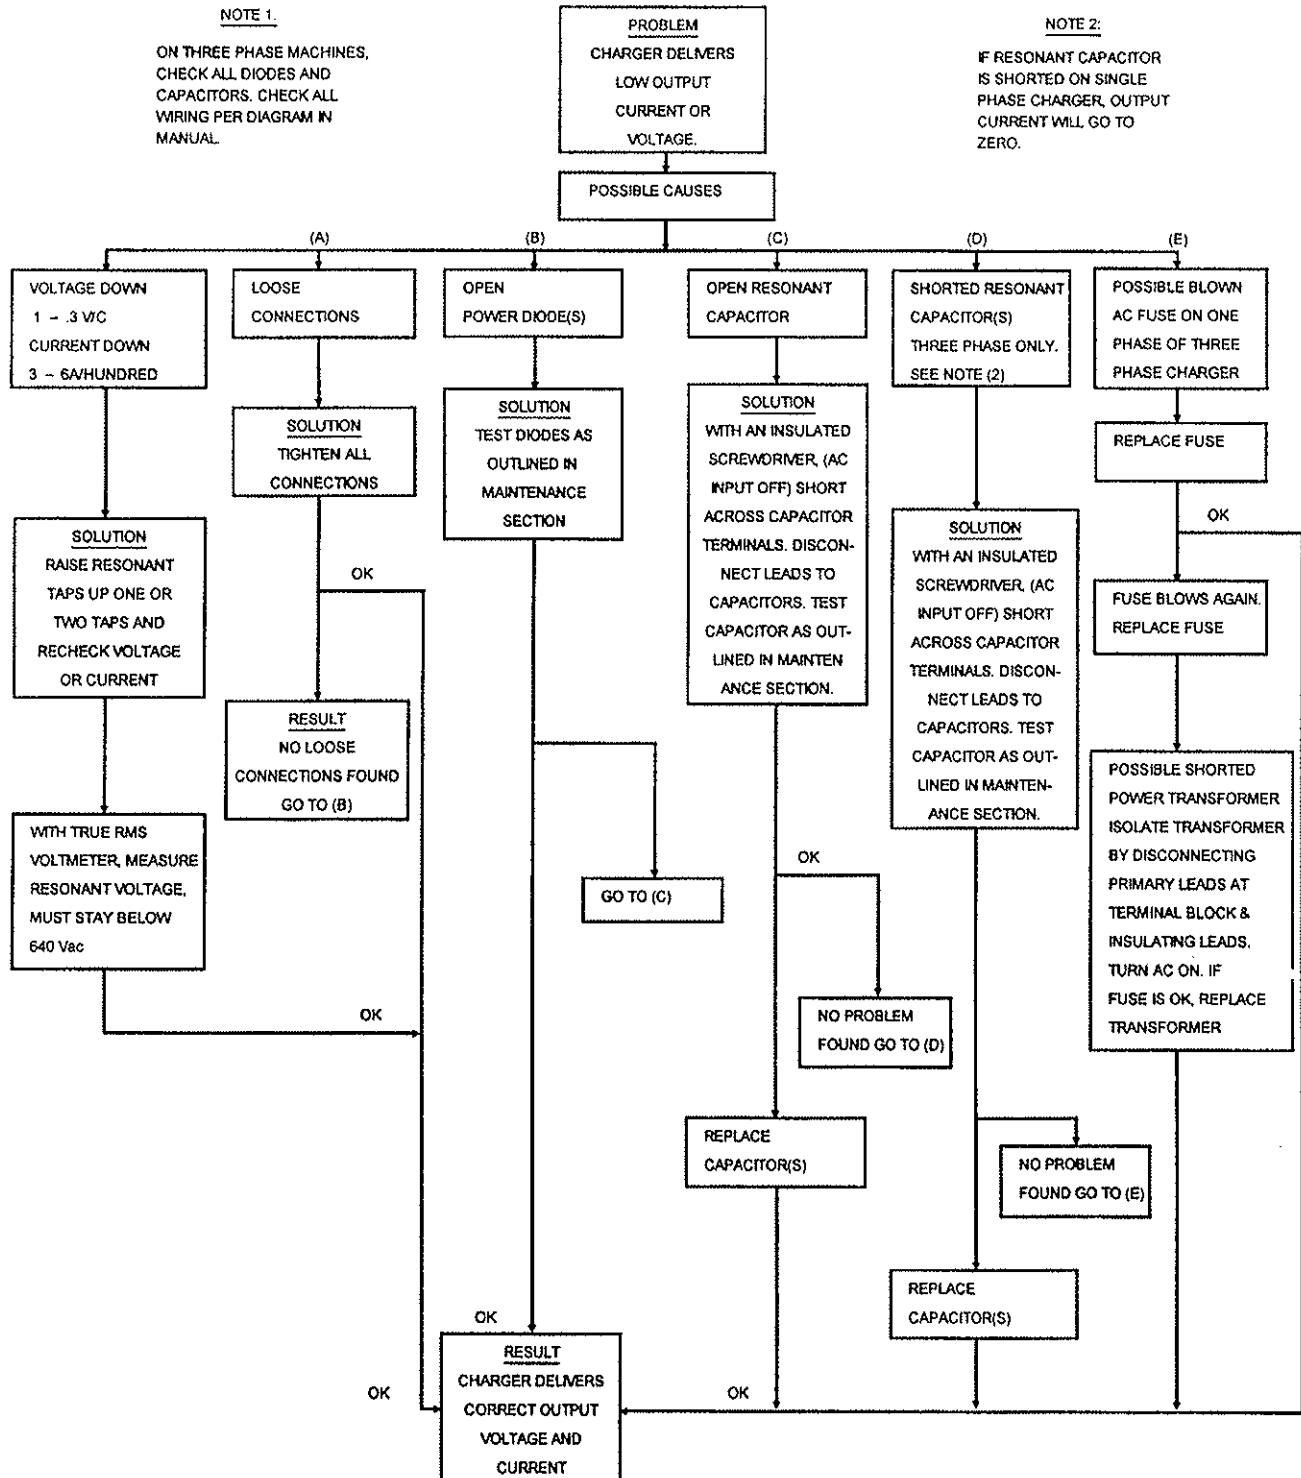 NOTE 1.
ON THREE PHASE MACHINES,
CHECK ALL DIODES AND
CAPACITORS. CHECK ALL
WIRING PER DIAGRAM IN
MANUAL.
PROBLEM
CHARGER DELIVERS
LOW OUTPUT
CURRENT OR
VOLTAGE.
NOTE 2:
IF RESONANT CAPACITOR
IS SHORTED ON SINGLE
PHASE CHARGER, OUTPUT
CURRENT WILL GO TO
ZERO.
POSSIBLE CAUSES
(A)
(B)
(C)
(D)
(E)
VOLTAGE DOWN
1 – .3 V/C
CURRENT DOWN
3 – 6A/HUNDRED
SOLUTION
RAISE RESONANT
TAPS UP ONE OR
TWO TAPS AND
RECHECK VOLTAGE
OR CURRENT
WITH TRUE RMS
VOLTMETER, MEASURE
RESONANT VOLTAGE,
MUST STAY BELOW
640 Vac
OK
LOOSE
CONNECTIONS
SOLUTION
TIGHTEN ALL
CONNECTIONS
OK
RESULT
NO LOOSE
CONNECTIONS FOUND
GO TO (B)
OPEN
POWER DIODE(S)
SOLUTION
TEST DIODES AS
OUTLINED IN
MAINTENANCE
SECTION
GO TO (C)
OK
OPEN RESONANT
CAPACITOR
SOLUTION
WITH AN INSULATED
SCREWDRIVER, (AC
INPUT OFF) SHORT
ACROSS CAPACITOR
TERMINALS. DISCON-
NECT LEADS TO
CAPACITORS. TEST
CAPACITOR AS OUT-
LINED IN MAINTEN
ANCE SECTION.
OK
NO PROBLEM
FOUND GO TO (D)
REPLACE
CAPACITOR(S)
SHORTED RESONANT
CAPACITOR(S)
THREE PHASE ONLY.
SEE NOTE (2)
SOLUTION
WITH AN INSULATED
SCREWDRIVER, (AC
INPUT OFF) SHORT
ACROSS CAPACITOR
TERMINALS. DISCON-
NECT LEADS TO
CAPACITORS. TEST
CAPACITOR AS OUT-
LINED IN MAINTEN-
ANCE SECTION.
NO PROBLEM
FOUND GO TO (E)
REPLACE
CAPACITOR(S)
POSSIBLE BLOWN
AC FUSE ON ONE
PHASE OF THREE
PHASE CHARGER
REPLACE FUSE
OK
FUSE BLOWS AGAIN.
REPLACE FUSE
POSSIBLE SHORTED
POWER TRANSFORMER
ISOLATE TRANSFORMER
BY DISCONNECTING
PRIMARY LEADS AT
TERMINAL BLOCK &
INSULATING LEADS.
TURN AC ON. IF
FUSE IS OK, REPLACE
TRANSFORMER
OK
OK
RESULT
CHARGER DELIVERS
CORRECT OUTPUT
VOLTAGE AND
CURRENT